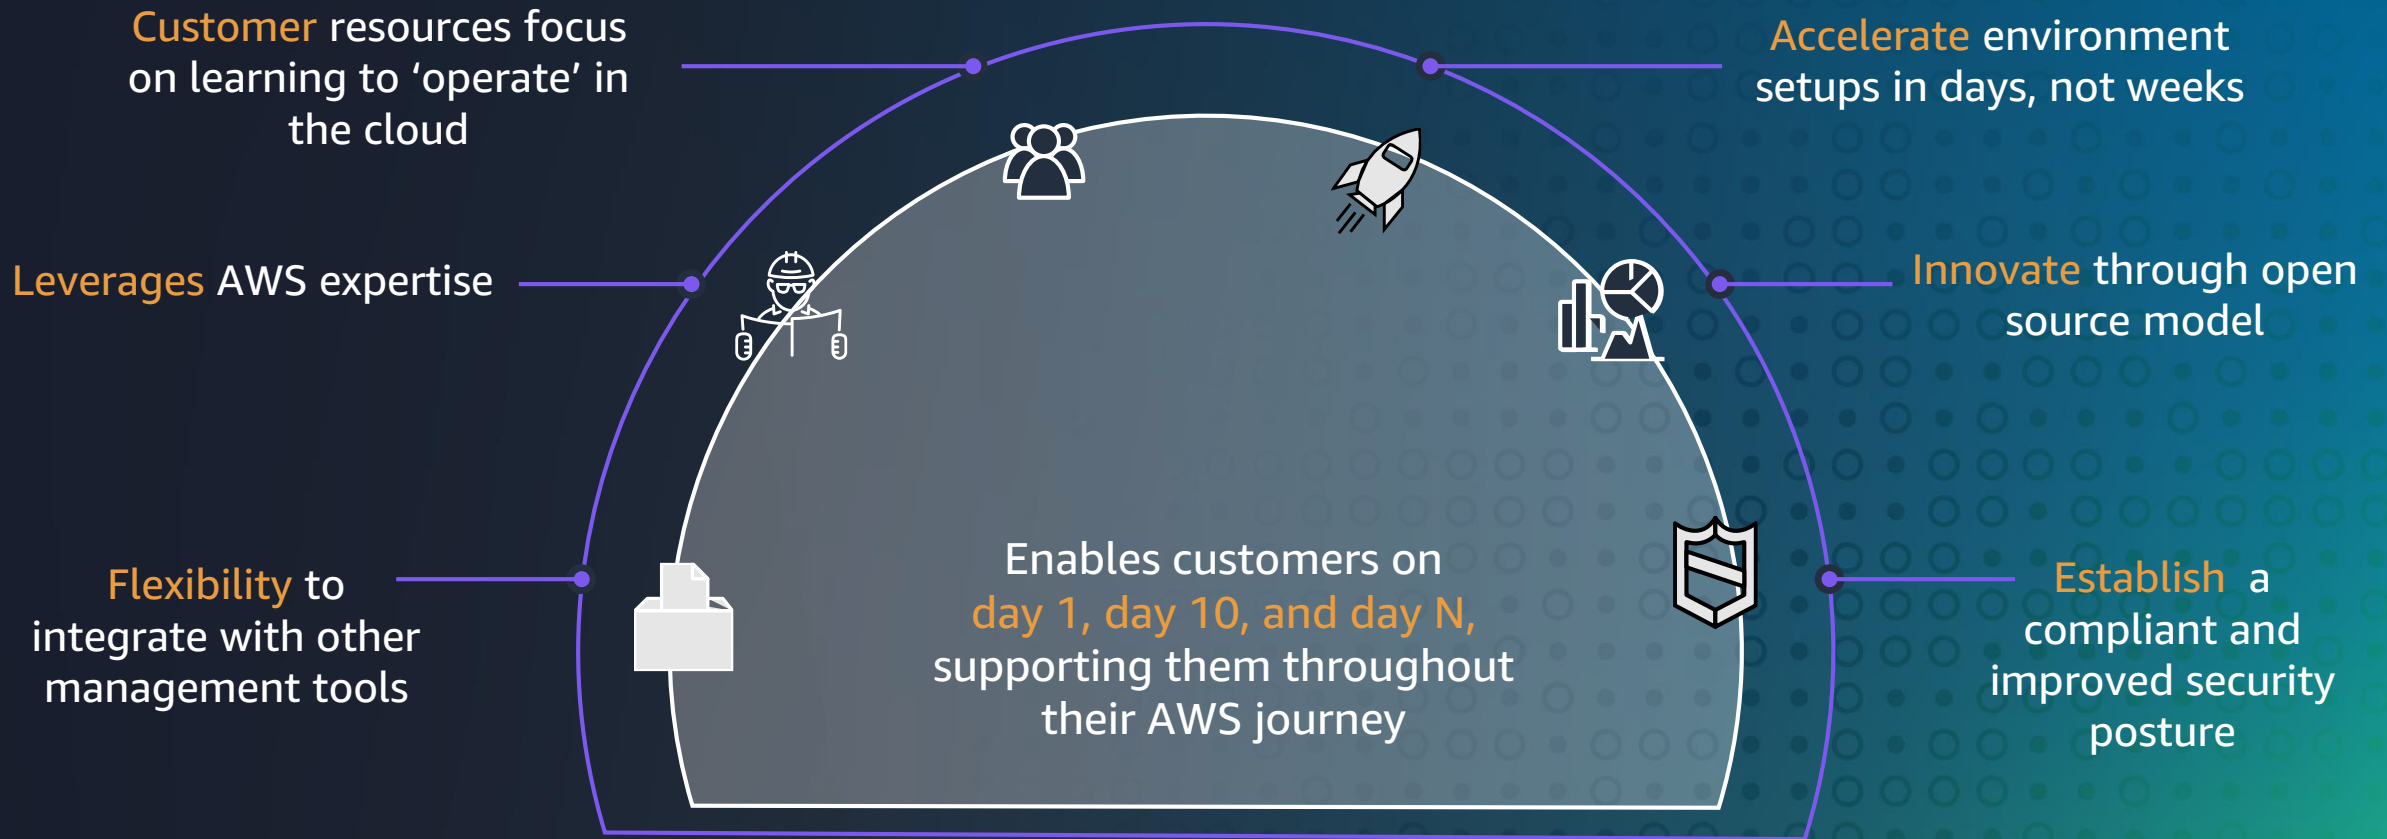 Customer resources focus
on learning to ‘operate’ in
the cloud
Accelerate environment
setups in days, not weeks
Leverages AWS expertise
Innovate through open
source model
Flexibility to
integrate with other
management tools
Enables customers on
day 1, day 10, and day N,
supporting them throughout
their AWS journey
Establish a
compliant and
improved security
posture